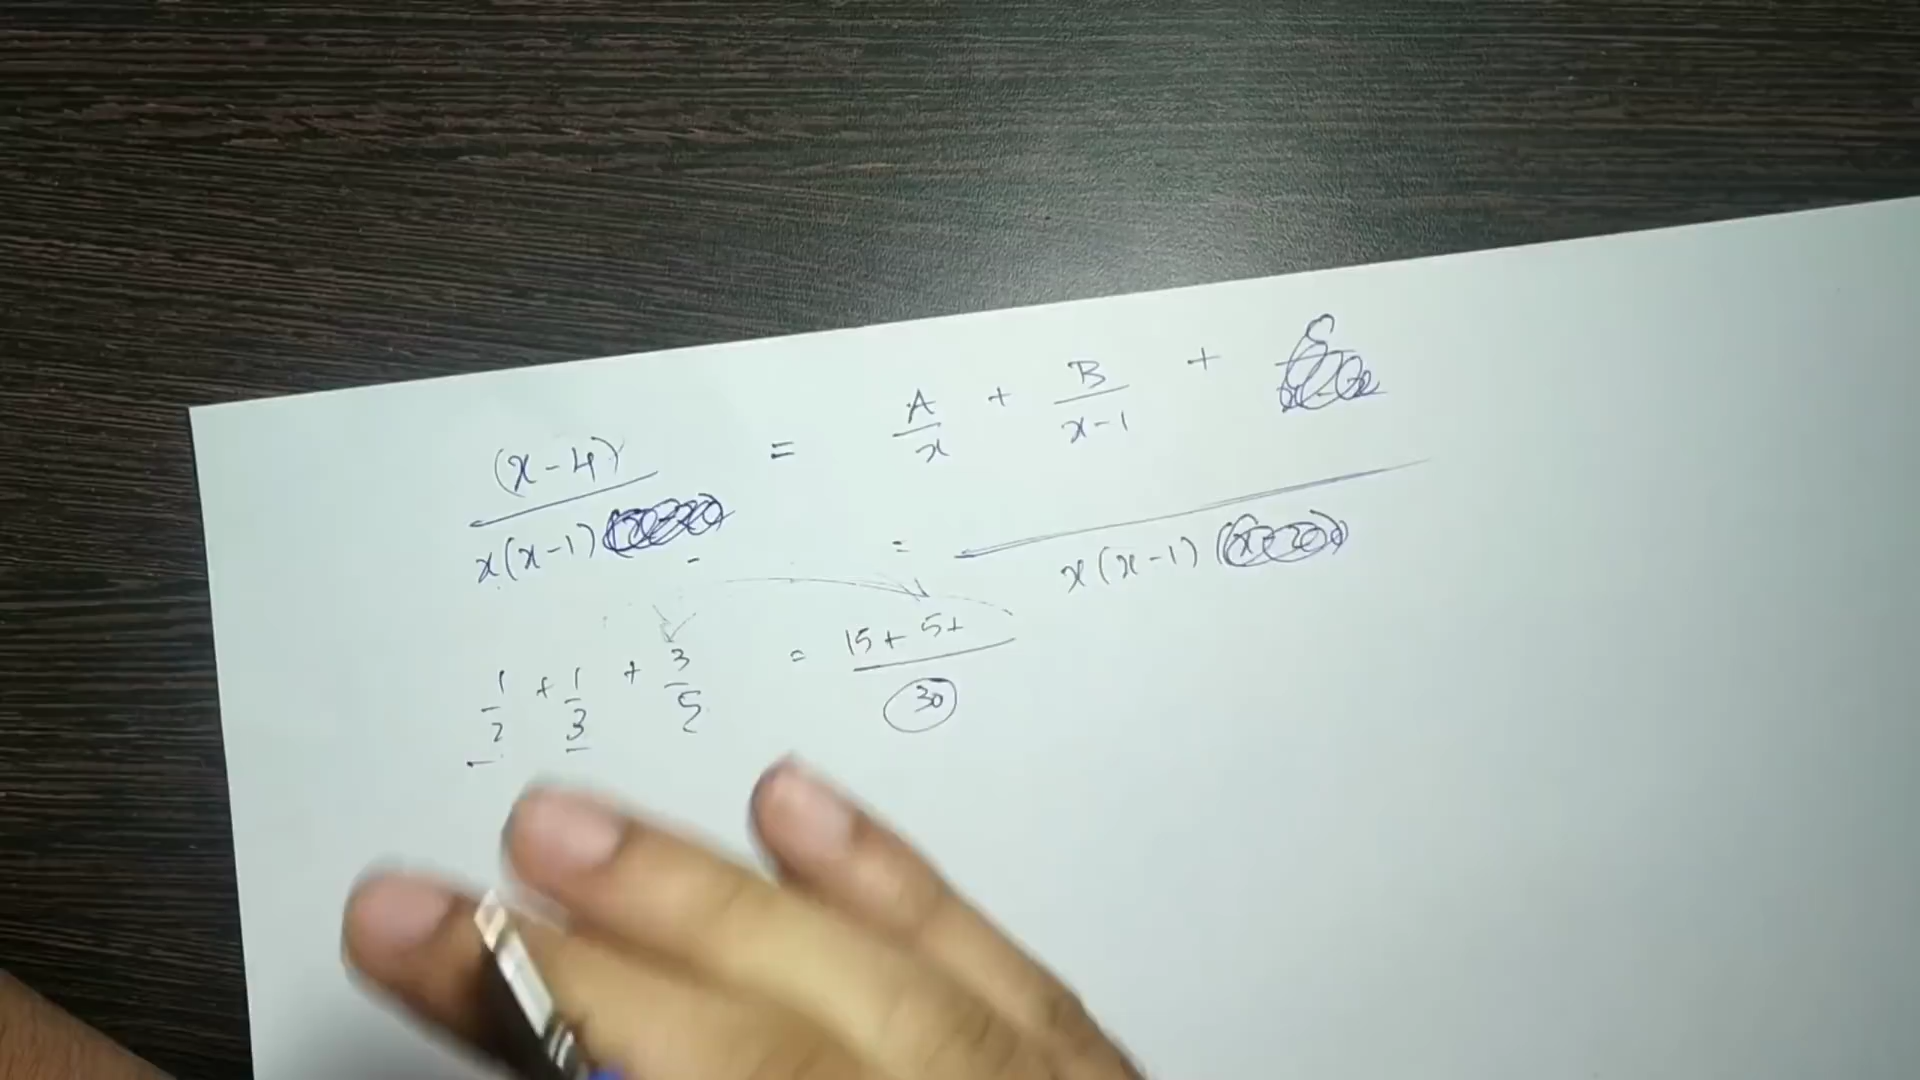 (x-4) / x(x-1) = A/x + B/x-1 +
= / x(x-1)
1/2 + 1/3 + 3/5 = 15+ 5+ / 30